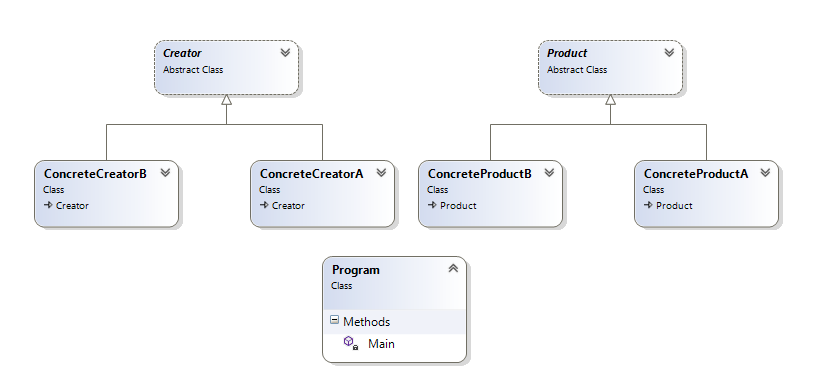 Creator
Abstract Class
Product
Abstract Class
ConcreteCreatorB
Class
Creator
ConcreteCreatorA
Class
Creator
ConcreteProductB
Class
Product
ConcreteProductA
Class
Product
Program
Class
Methods
Main